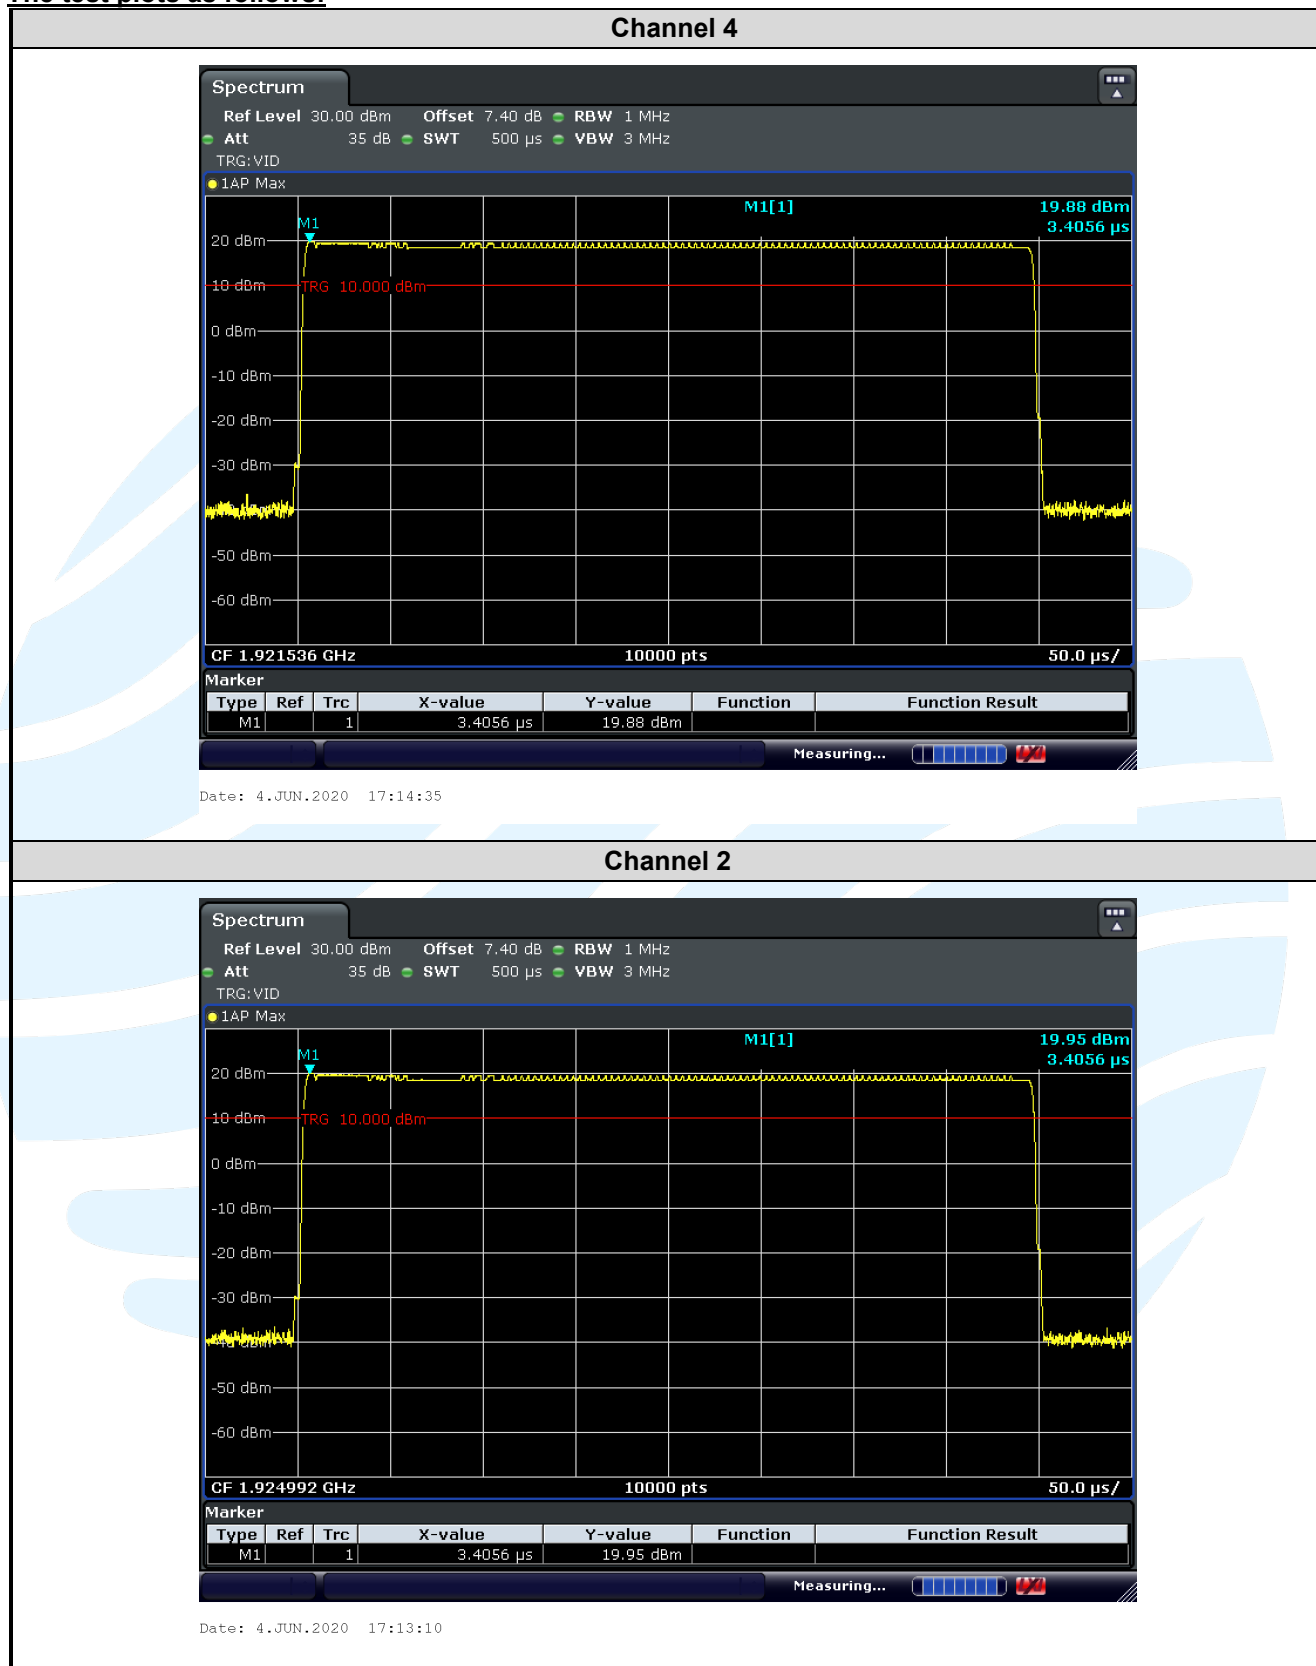 The test plots as follows:
Channel 4
Spectrum
Ref Level 30.00 dBm Offset 7.40 dB RBW 1 MHz
Att 35 dB SWT 500 µs VBW 3 MHz
TRG:VID
1AP Max
M1[1] 19.88 dBm
3.4056 µs
M1
20 dBm
10 dBm
TRG 10.000 dBm
0 dBm
-10 dBm
-20 dBm
-30 dBm
-50 dBm
-60 dBm
CF 1.921536 GHz 10000 pts 50.0 µs/
Marker
Type Ref Trc X-value Y-value Function Function Result
M1 1 3.4056 µs 19.88 dBm
Measuring...
Date: 4.JUN.2020 17:14:35
Channel 2
Spectrum
Ref Level 30.00 dBm Offset 7.40 dB RBW 1 MHz
Att 35 dB SWT 500 µs VBW 3 MHz
TRG:VID
1AP Max
M1[1] 19.95 dBm
3.4056 µs
M1
20 dBm
10 dBm
TRG 10.000 dBm
0 dBm
-10 dBm
-20 dBm
-30 dBm
-40 dBm
-50 dBm
-60 dBm
CF 1.924992 GHz 10000 pts 50.0 µs/
Marker
Type Ref Trc X-value Y-value Function Function Result
M1 1 3.4056 µs 19.95 dBm
Measuring...
Date: 4.JUN.2020 17:13:10